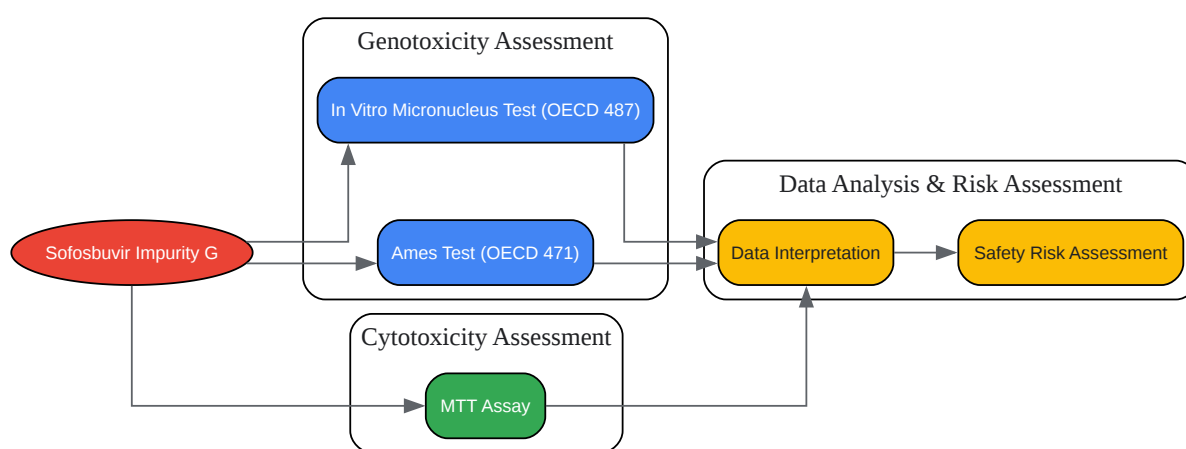 Genotoxicity Assessment
In Vitro Micronucleus Test (OECD 487)
Data Analysis & Risk Assessment
Sofosbuvir Impurity G
Ames Test (OECD 471)
Data Interpretation
Safety Risk Assessment
Cytotoxicity Assessment
MTT Assay